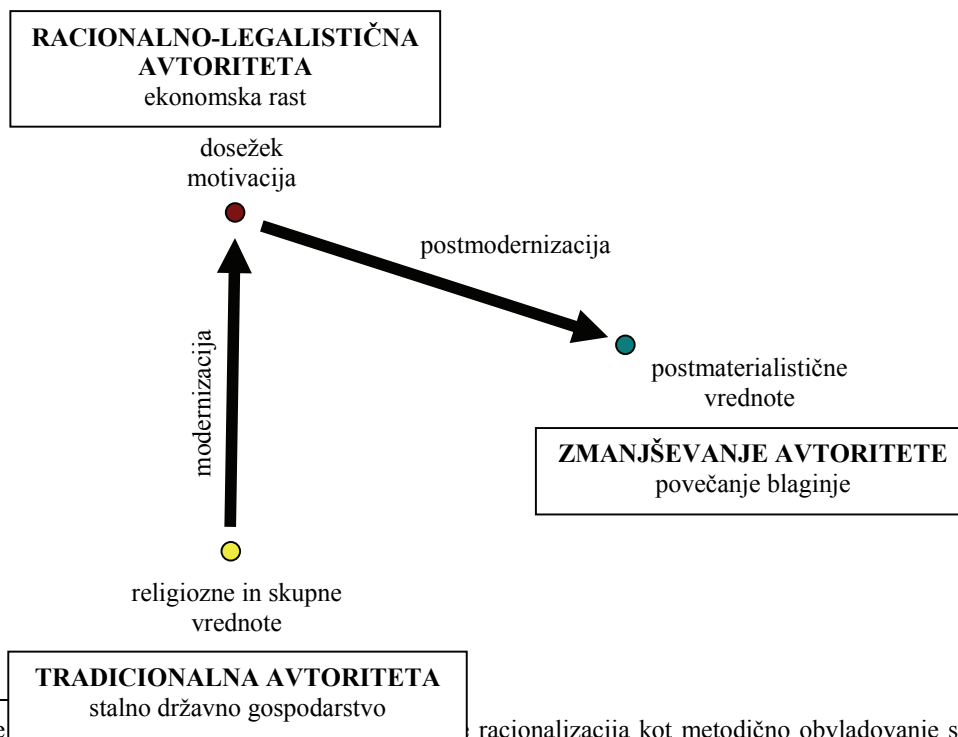 RACIONALNO-LEGALISTIČNA
AVTORITETA
ekonomska rast
dosežek
motivacija
postmodernizacija
modernizacija
postmaterialistične
vrednote
ZMANJŠEVANJE AVTORITETE
povečanje blaginje
religiozne in skupne
vrednote
TRADICIONALNA AVTORITETA
stalno državno gospodarstvo
racionalizacija kot metodično obvladovanje s